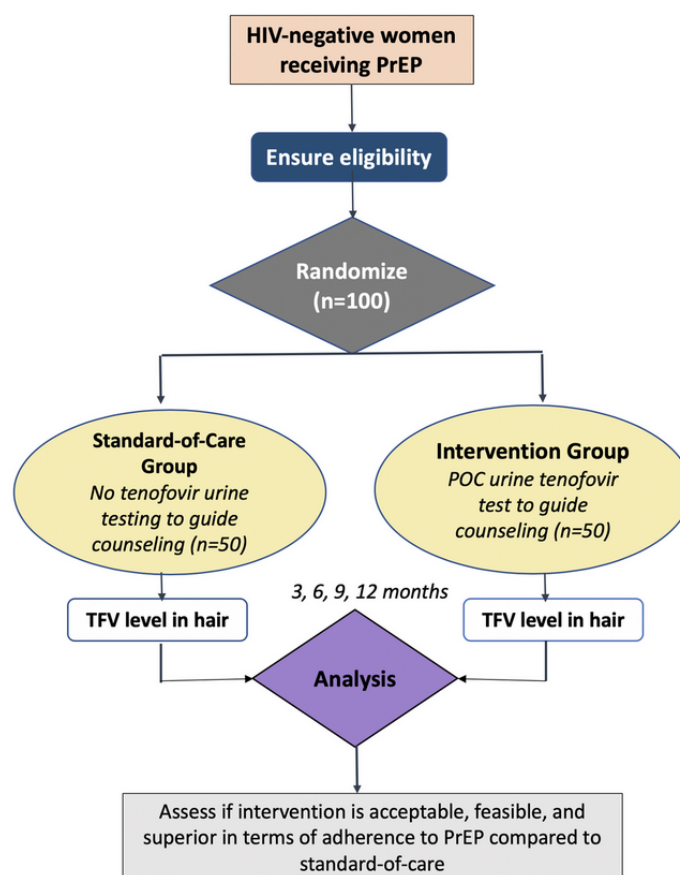 HIV-negative women
receiving PrEP
Ensure eligibility
Randomize
(n=100)
Standard-of-Care
Group
No tenofovir urine
testing to guide
counseling (n=50)
Intervention Group
POC urine tenofovir
test to guide
counseling (n=50)
3, 6, 9, 12 months
TFV level in hair
TFV level in hair
Analysis
Assess if intervention is acceptable, feasible, and
superior in terms of adherence to PrEP compared to
standard-of-care